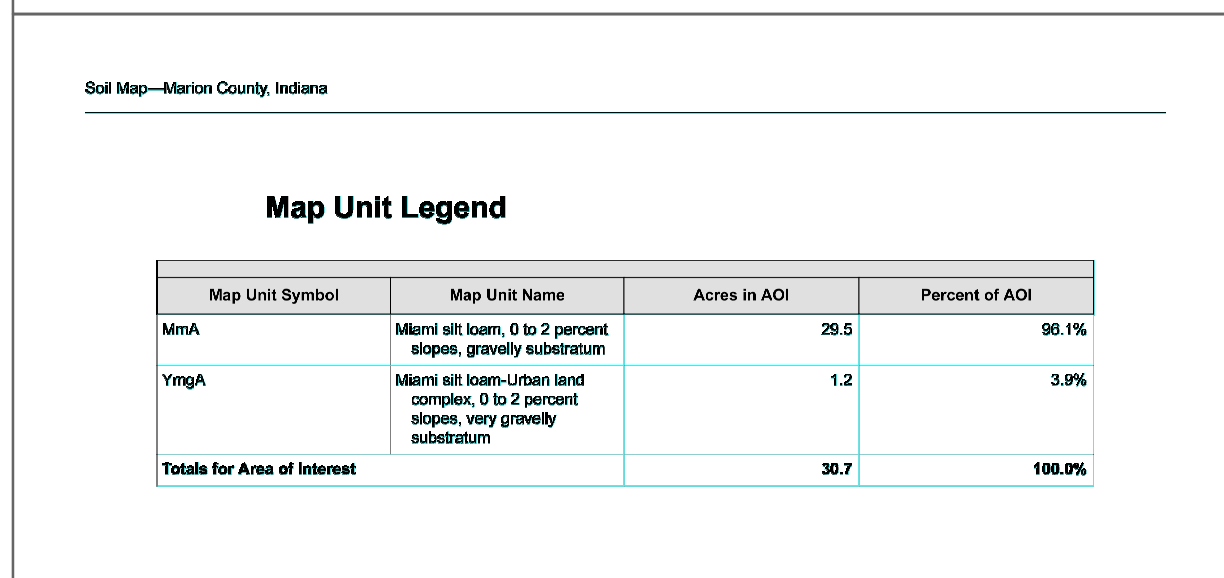 Soil Map—Marion County, Indiana
Map Unit Legend
Map Unit Symbol Map Unit Name Acres in AOI Percent of AOI
MmA Miami silt loam, 0 to 2 percent 29.5 96.1%
slopes, gravelly substratum
YmgA Miami silt loam-Urban land 1.2 3.9%
complex, 0 to 2 percent
slopes, very gravelly
substratum
Totals for Area of Interest 30.7 100.0%